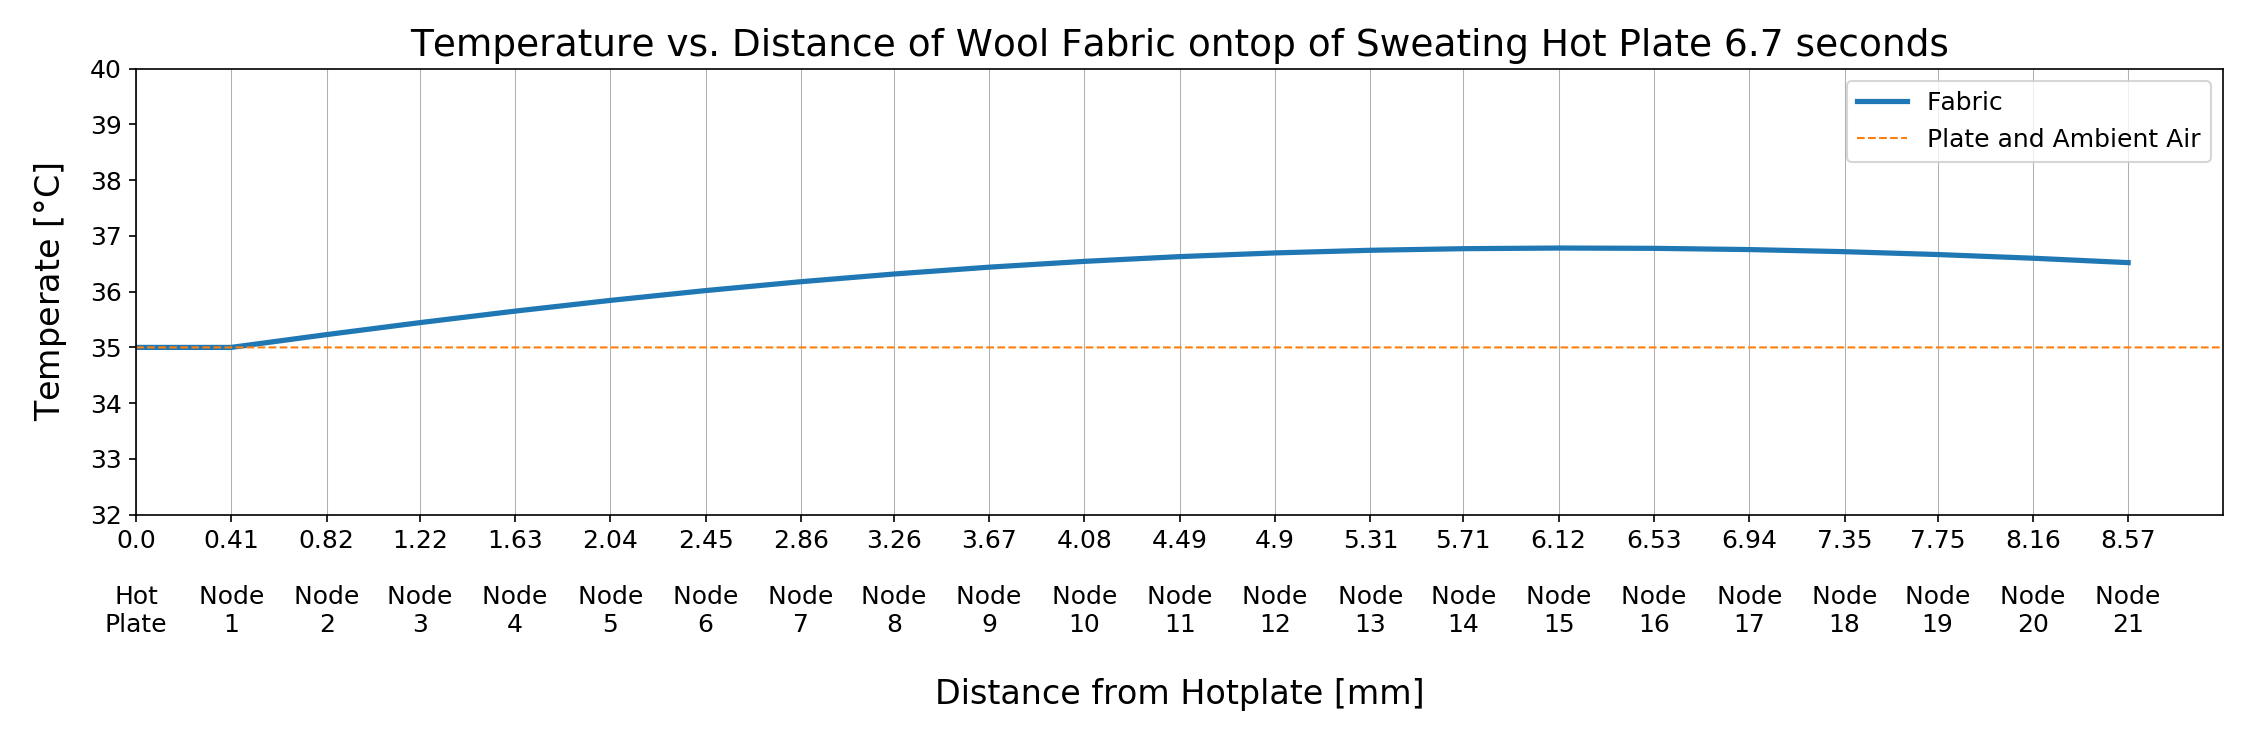 Temperature vs. Distance of Wool Fabric ontop of Sweating Hot Plate 6.7 seconds
40
39
38
37
36
35
34
33
32
Temperate [°C]
Fabric
Plate and Ambient Air
0.0 0.41 0.82 1.22 1.63 2.04 2.45 2.86 3.26 3.67 4.08 4.49 4.9 5.31 5.71 6.12 6.53 6.94 7.35 7.75 8.16 8.57
Hot Node Node Node Node Node Node Node Node Node Node Node Node Node Node Node Node Node Node Node Node Node
Plate 1 2 3 4 5 6 7 8 9 10 11 12 13 14 15 16 17 18 19 20 21
Distance from Hotplate [mm]